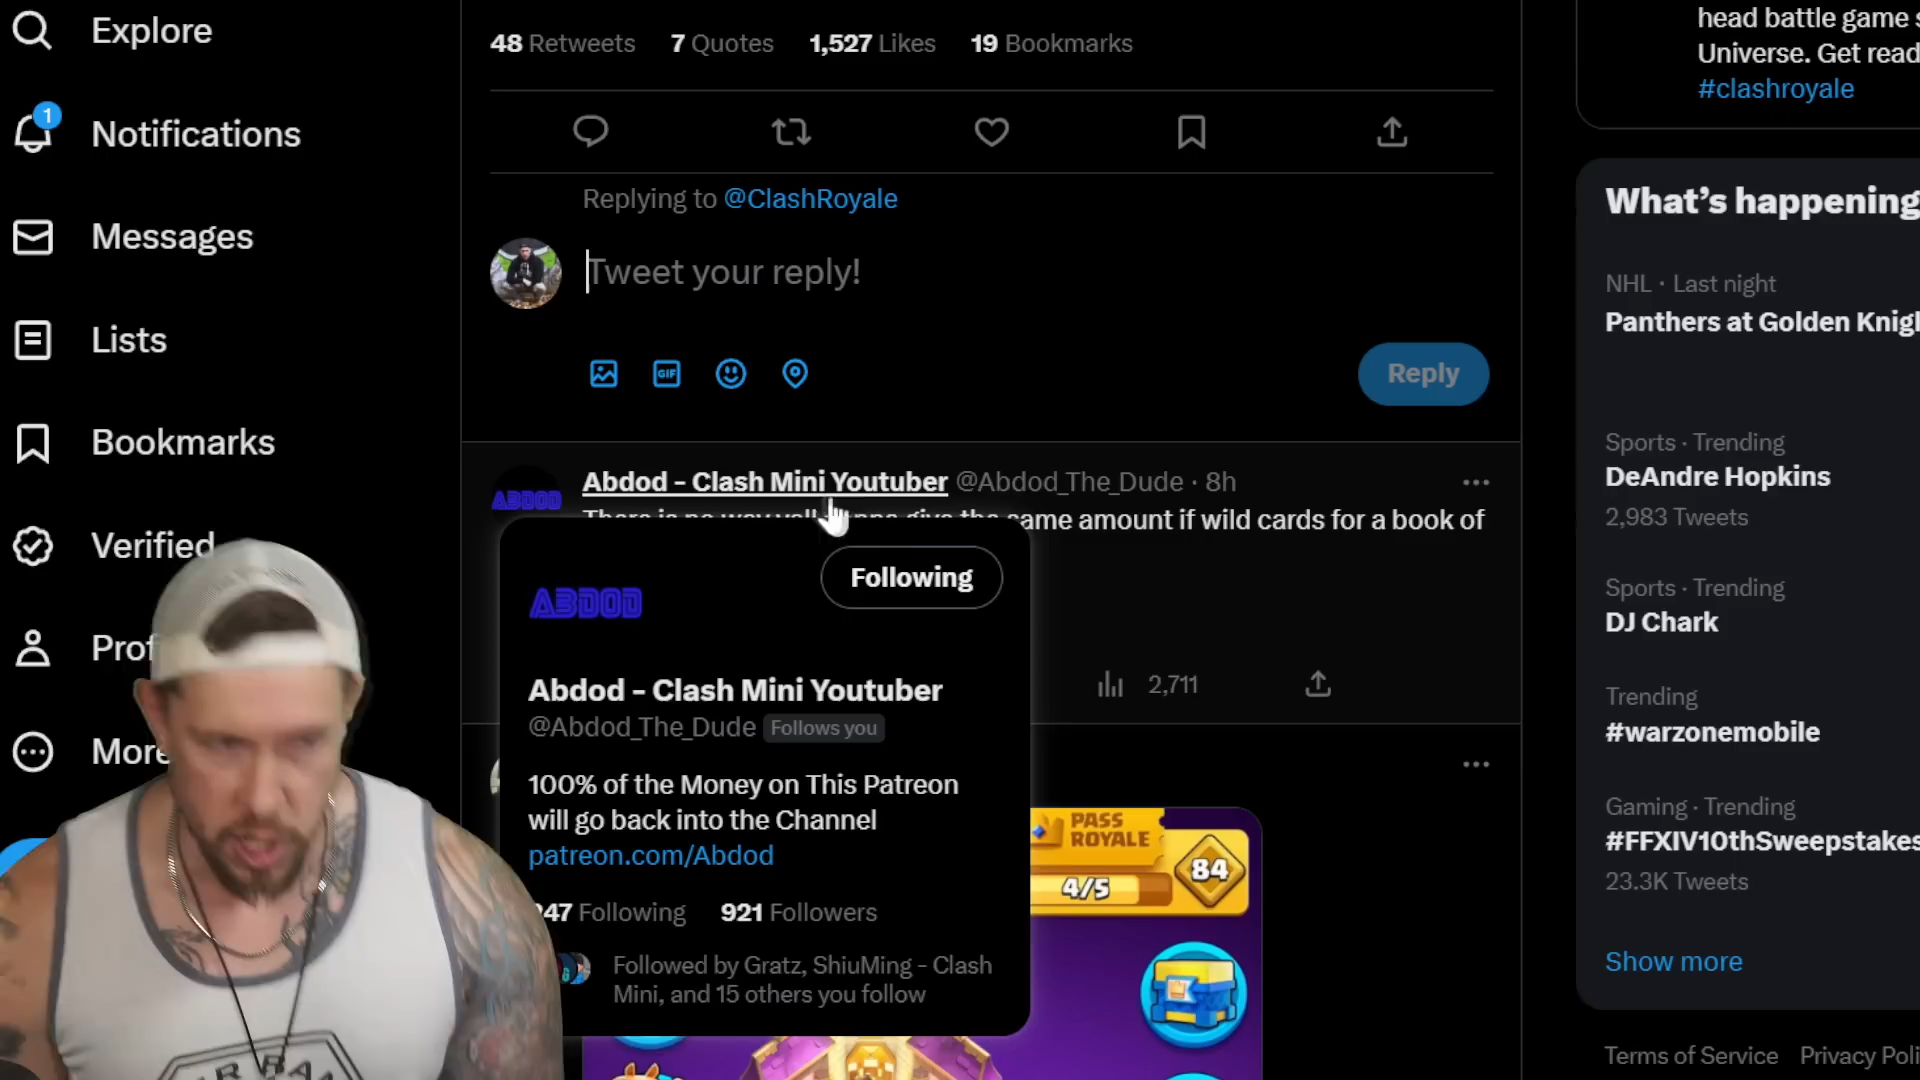 Explore
1
Notifications
Messages
Lists
Bookmarks
Verified
Prof
More
48 Retweets 7 Quotes 1,527 Likes 19 Bookmarks
Replying to @ClashRoyale
Tweet your reply!
GIF
Reply
ABDOD
Abdod - Clash Mini Youtuber @Abdod_The_Dude · 8h
There is no way yall gonna give the same amount if wild cards for a book of
2,711
ABDOD
Following
Abdod - Clash Mini Youtuber
@Abdod_The_Dude Follows you
100% of the Money on This Patreon
will go back into the Channel
patreon.com/Abdod
247 Following 921 Followers
Followed by Gratz, ShiuMing - Clash
Mini, and 15 others you follow
PASS
ROYALE
4/5
84
head battle game
Universe. Get read
#clashroyale
What's happening
NHL · Last night
Panthers at Golden Knigh
Sports · Trending
DeAndre Hopkins
2,983 Tweets
Sports · Trending
DJ Chark
Trending
#warzonemobile
Gaming · Trending
#FFXIV10thSweepstakes
23.3K Tweets
Show more
Terms of Service Privacy Poli